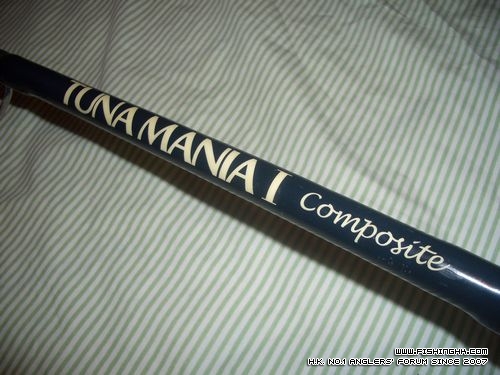 TUNA MANIA I Composite
WWW.FISHINGHK.COM
H.K. NO.1 ANGLERS' FORUM SINCE 2007